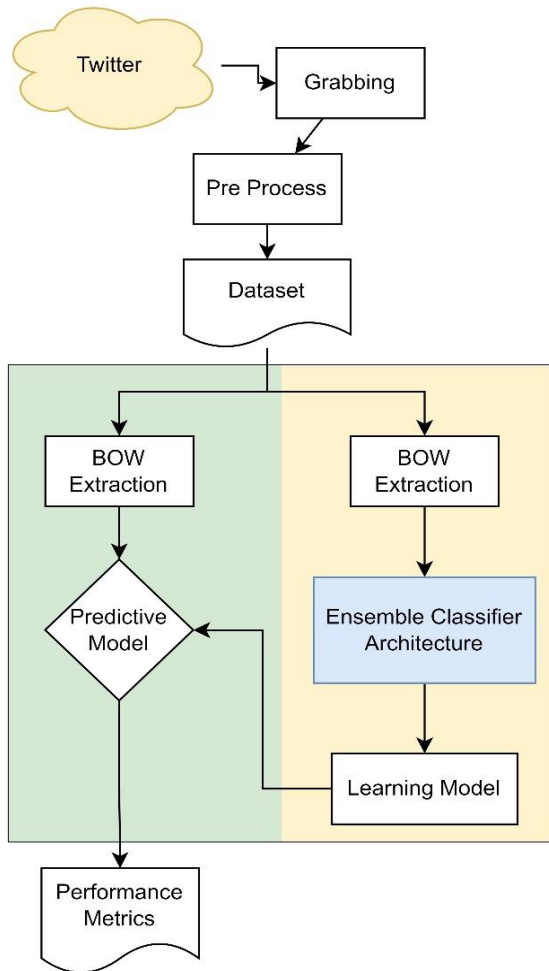 Twitter
Grabbing
Pre Process
Dataset
BOW
Extraction
BOW
Extraction
Predictive
Model
Ensemble Classifier
Architecture
Learning Model
Performance
Metrics